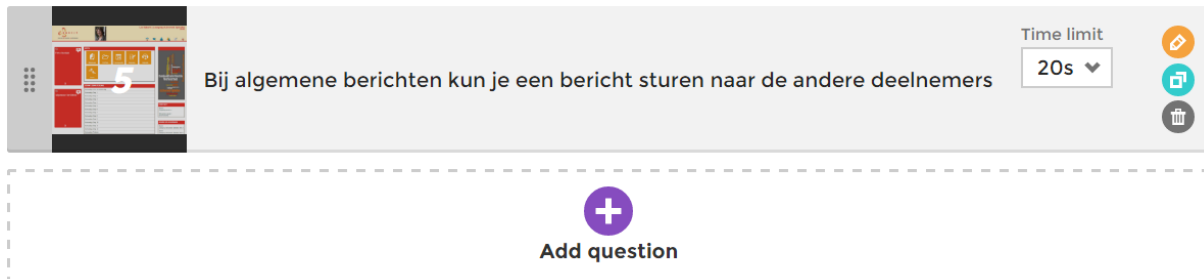 Time limit
5
Bij algemene berichten kun je een bericht sturen naar de andere deelnemers
20s
Add question